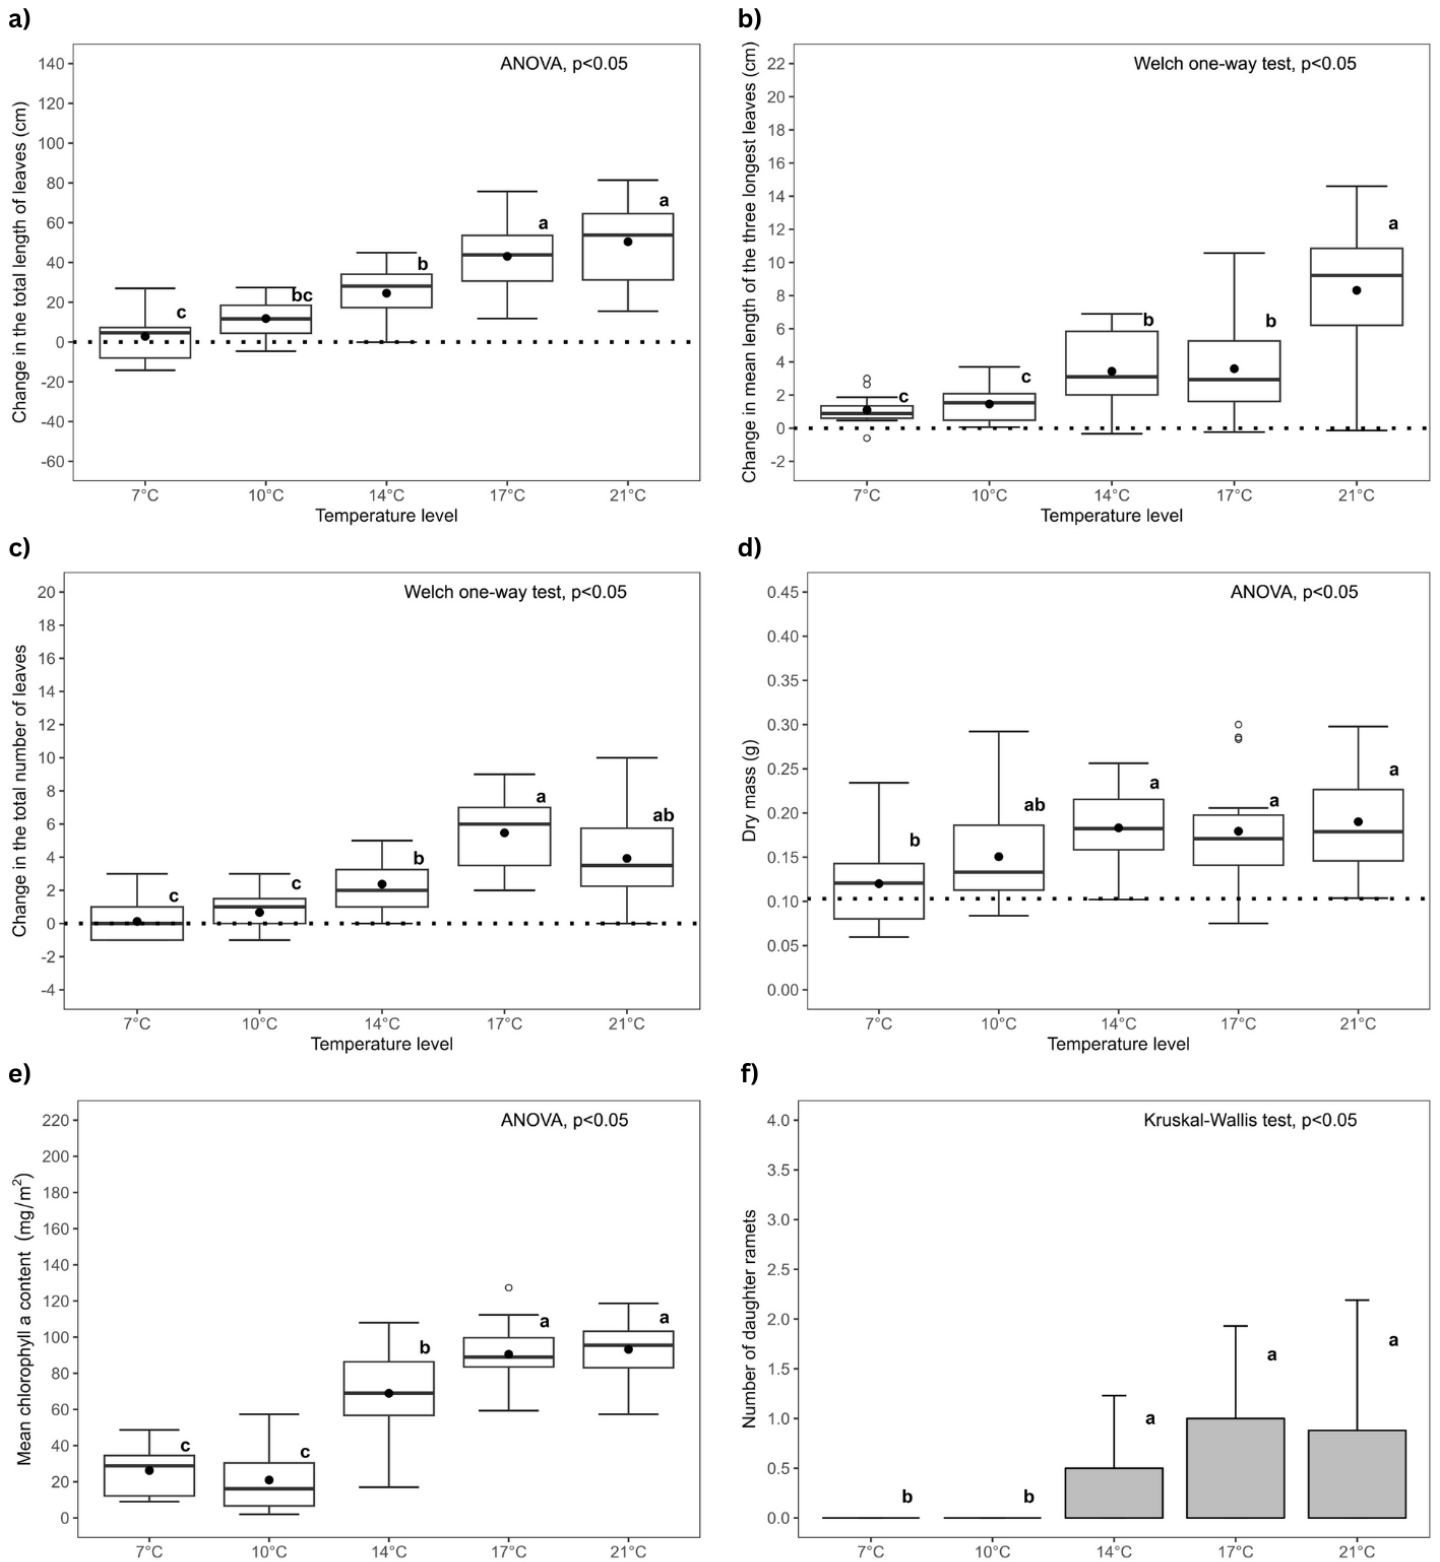 a)
ANOVA, p<0.05
Change in the total length of leaves (cm)
140
120
100
80
60
40
20
0
-20
-40
-60
c
bc
b
a
a
7°C
10°C
14°C
17°C
21°C
Temperature level
b)
Welch one-way test, p<0.05
Change in mean length of the three longest leaves (cm)
22
20
18
16
14
12
10
8
6
4
2
0
-2
c
c
b
b
a
7°C
10°C
14°C
17°C
21°C
Temperature level
c)
Welch one-way test, p<0.05
Change in the total number of leaves
20
18
16
14
12
10
8
6
4
2
0
-2
-4
c
c
b
a
ab
7°C
10°C
14°C
17°C
21°C
Temperature level
d)
ANOVA, p<0.05
Dry mass (g)
0.45
0.40
0.35
0.30
0.25
0.20
0.15
0.10
0.05
0.00
b
ab
a
a
a
7°C
10°C
14°C
17°C
21°C
Temperature level
e)
ANOVA, p<0.05
Mean chlorophyll a content (mg/m²)
220
200
180
160
140
120
100
80
60
40
20
0
c
c
b
a
a
7°C
10°C
14°C
17°C
21°C
f)
Kruskal-Wallis test, p<0.05
Number of daughter ramets
4.0
3.5
3.0
2.5
2.0
1.5
1.0
0.5
0.0
b
b
a
a
a
7°C
10°C
14°C
17°C
21°C